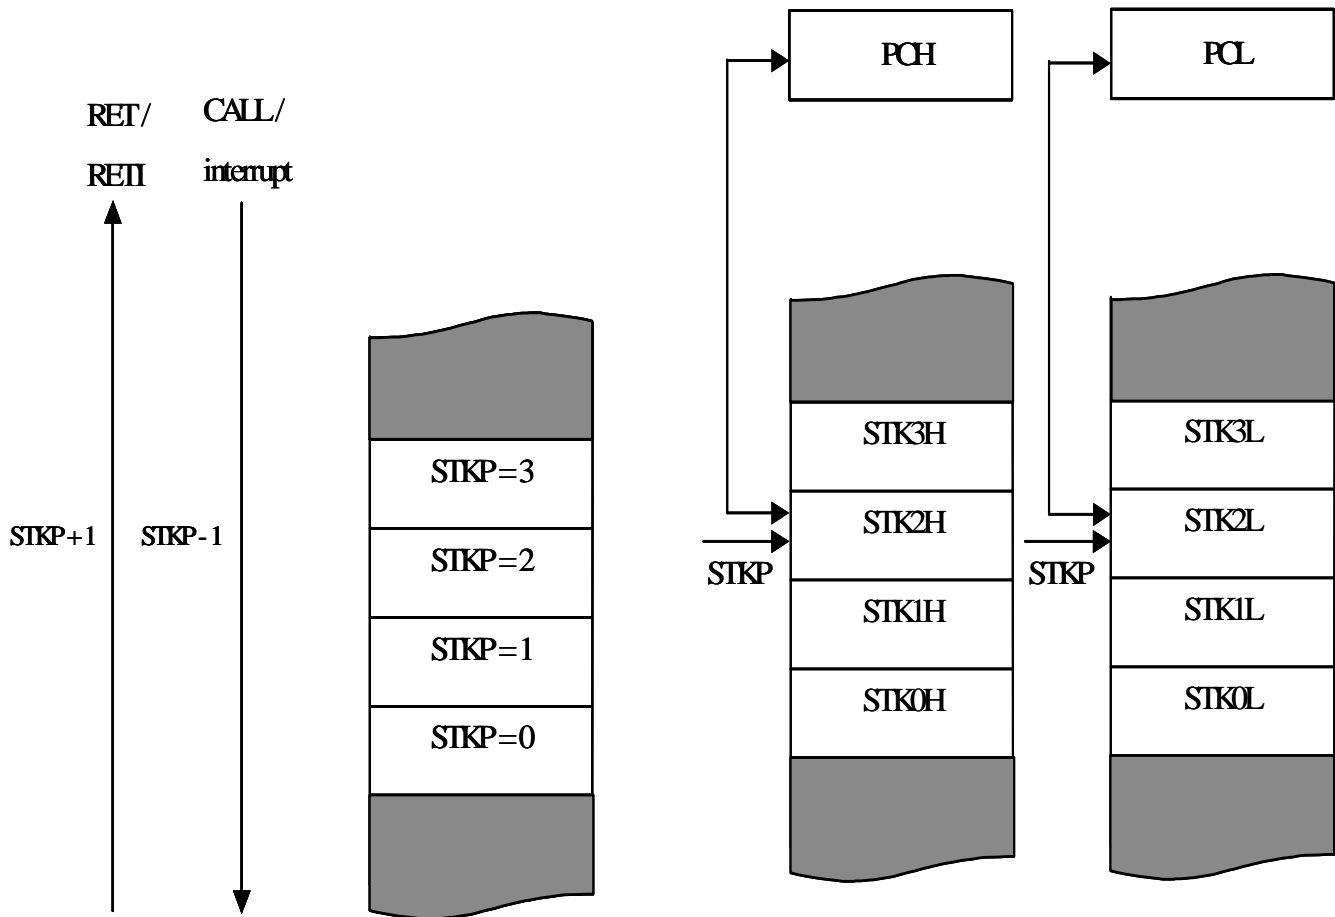 RET/
RETI
CALL/
interrupt
STKP+1
STKP-1
STKP=3
STKP=2
STKP=1
STKP=0
PCH
STK3H
STK2H
STK1H
STK0H
STKP
PCL
STK3L
STK2L
STK1L
STK0L
STKP